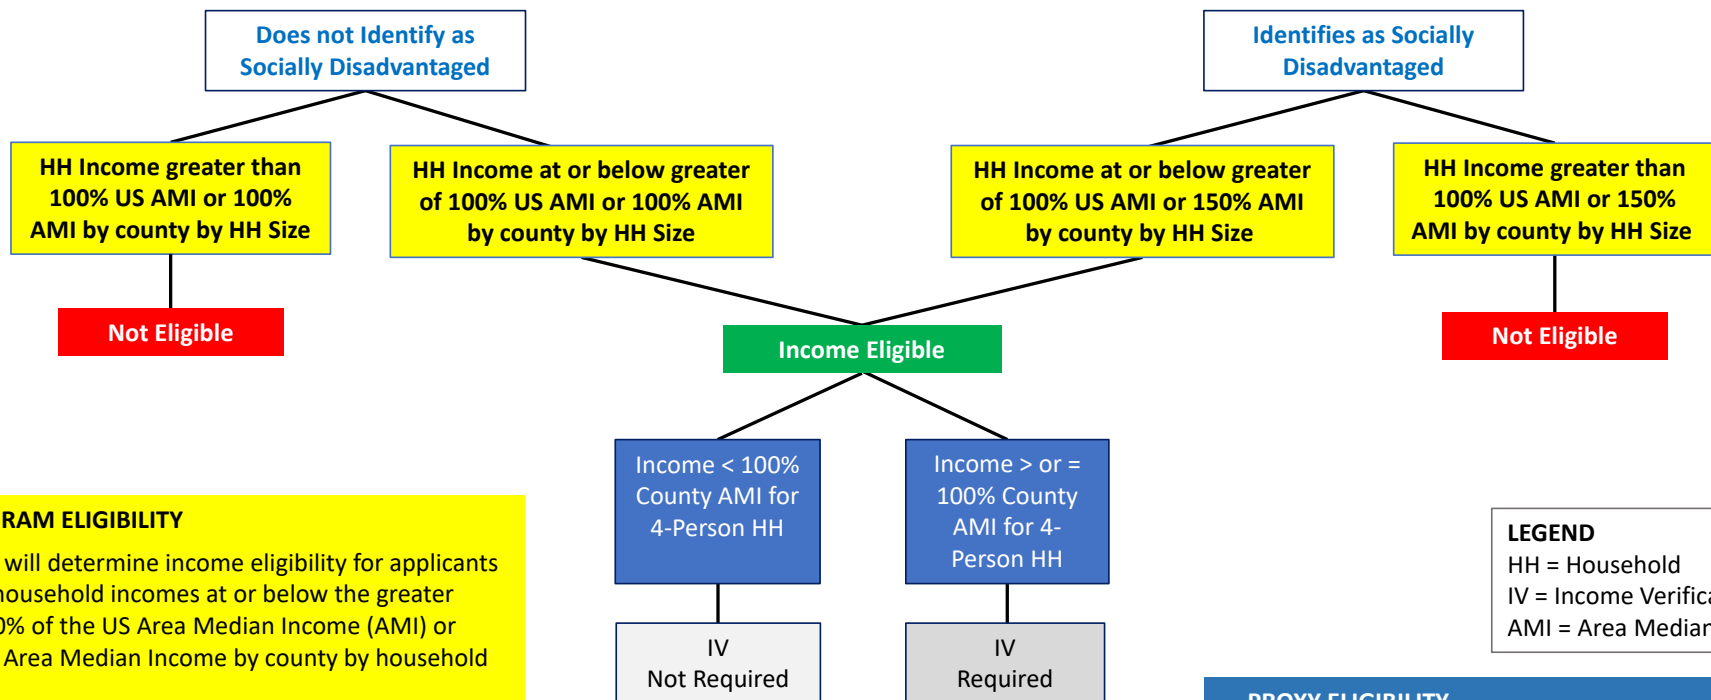 Does not Identify as
Socially Disadvantaged
Identifies as Socially
Disadvantaged
HH Income greater than
100% US AMI or 100%
AMI by county by HH Size
HH Income at or below greater
of 100% US AMI or 100% AMI
by county by HH Size
HH Income at or below greater
of 100% US AMI or 150% AMI
by county by HH Size
HH Income greater than
100% US AMI or 150%
AMI by county by HH Size
Not Eligible
Income Eligible
Not Eligible
Income < 100%
County AMI for
4-Person HH
Income > or =
100% County
AMI for 4-
Person HH
IV
Not Required
IV
Required
RAM ELIGIBILITY
will determine income eligibility for applicants
household incomes at or below the greater
0% of the US Area Median Income (AMI) or
Area Median Income by county by household
LEGEND
HH = Household
IV = Income Verifica
AMI = Area Median
PROXY ELIGIBILITY